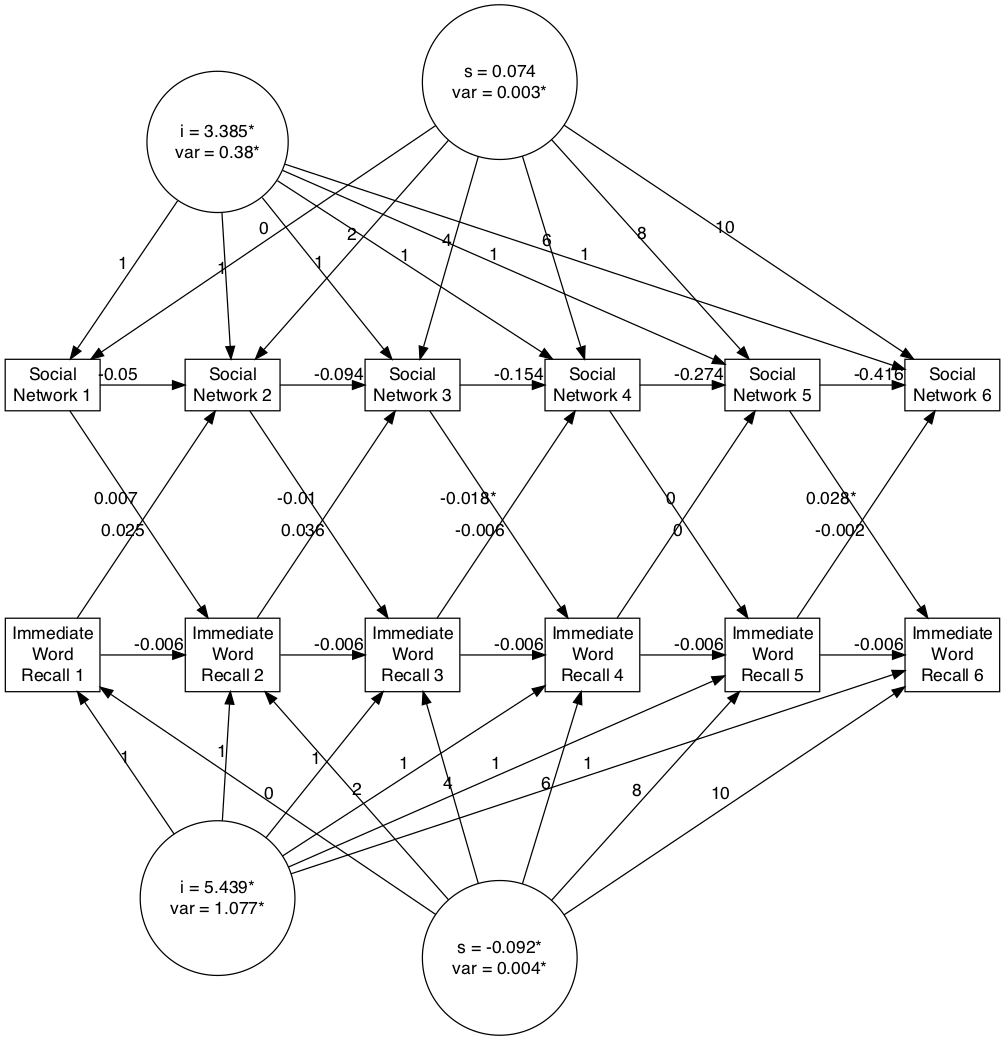 s = 0.074
var = 0.003*
i = 3.385*
var = 0.38*
0
2
4
6
8
10
1
1
1
1
1
1
Social
Network 1
-0.05
Social
Network 2
-0.094
Social
Network 3
-0.154
Social
Network 4
-0.274
Social
Network 5
-0.416
Social
Network 6
0.007
-0.01
-0.018*
0
0.028*
0.025
0.036
-0.006
0
-0.002
Immediate
Word
Recall 1
-0.006
Immediate
Word
Recall 2
-0.006
Immediate
Word
Recall 3
-0.006
Immediate
Word
Recall 4
-0.006
Immediate
Word
Recall 5
-0.006
Immediate
Word
Recall 6
1
1
1
1
1
1
0
2
4
6
8
10
i = 5.439*
var = 1.077*
s = -0.092*
var = 0.004*